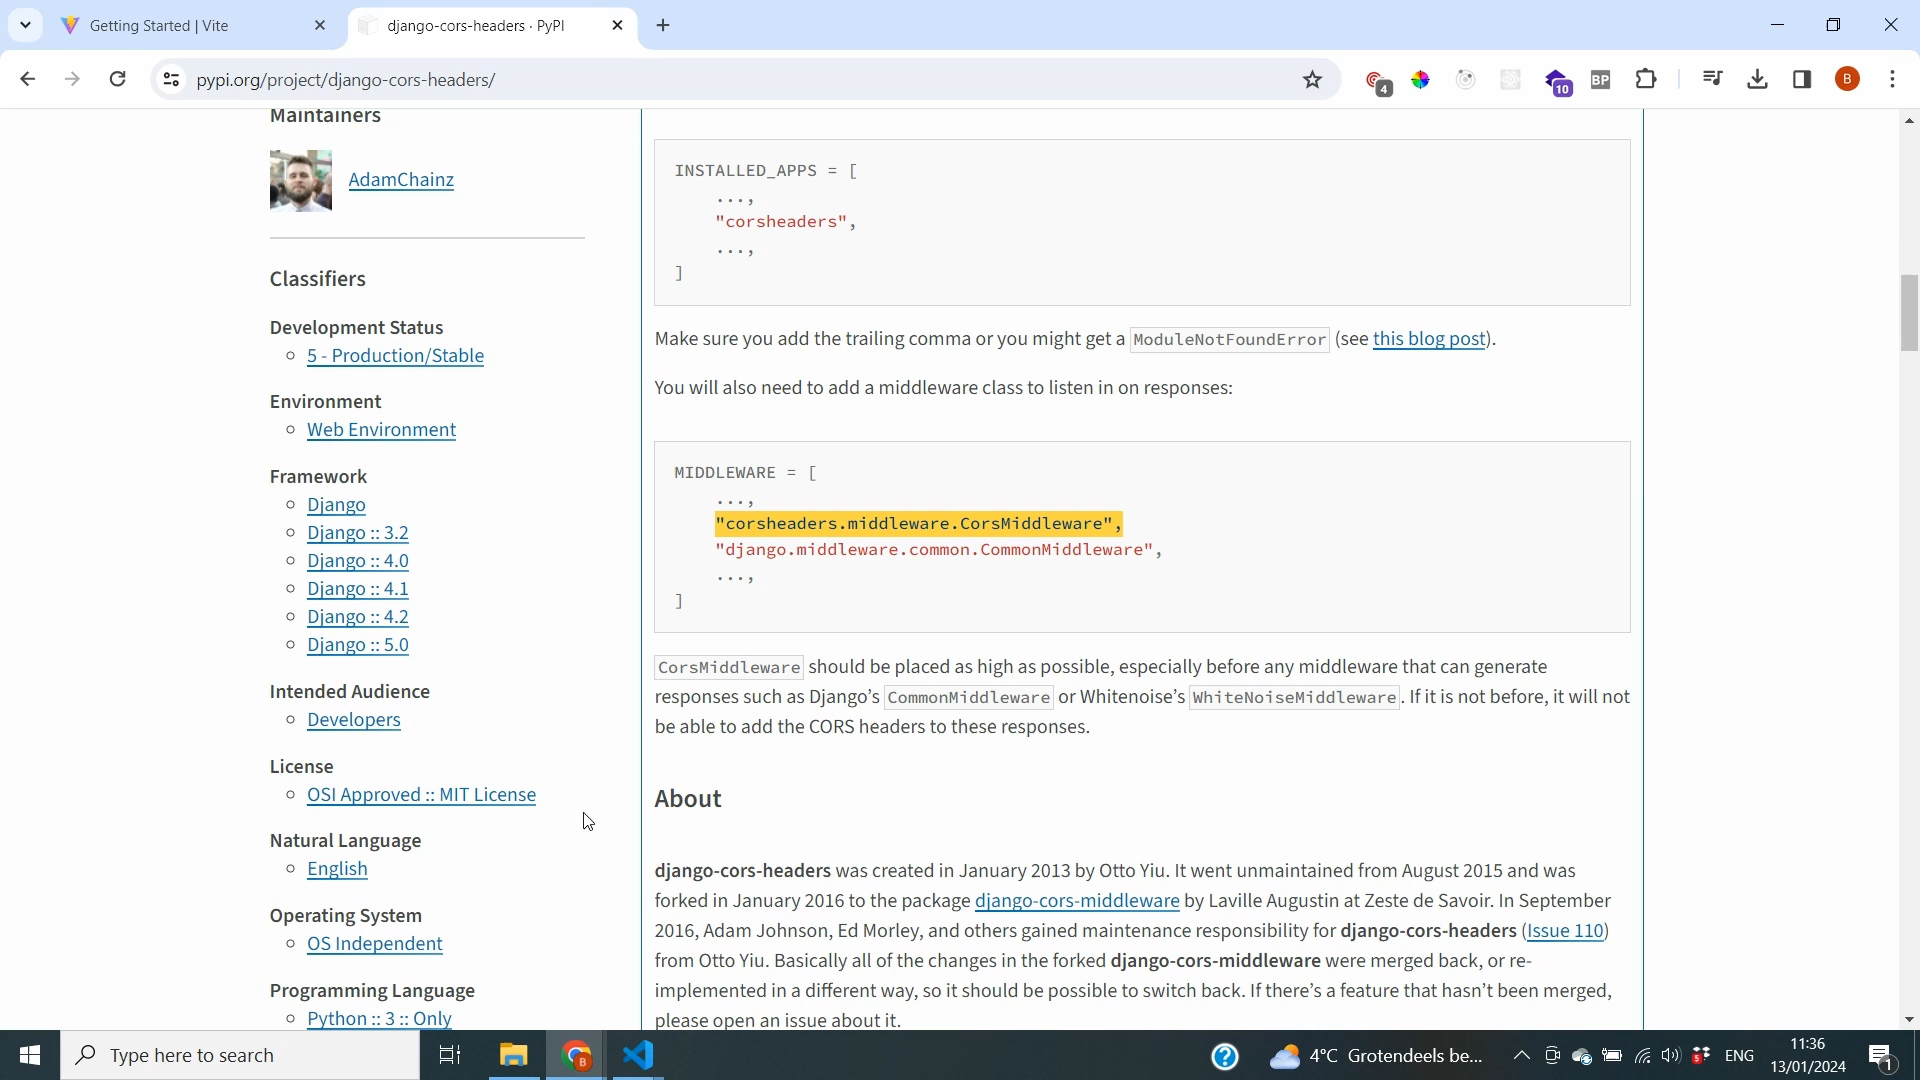 Getting Started | Vite
django-cors-headers · PyPI
pypi.org/project/django-cors-headers/
4
10
BP
B
Maintainers
AdamChainz
Classifiers
Development Status
5 - Production/Stable
Environment
Web Environment
Framework
Django
Django :: 3.2
Django :: 4.0
Django :: 4.1
Django :: 4.2
Django :: 5.0
Intended Audience
Developers
License
OSI Approved :: MIT License
Natural Language
English
Operating System
OS Independent
Programming Language
Python :: 3 :: Only
INSTALLED_APPS = [
...,
"corsheaders",
...,
]
Make sure you add the trailing comma or you might get a ModuleNotFoundError (see this blog post).
You will also need to add a middleware class to listen in on responses:
MIDDLEWARE = [
...,
"corsheaders.middleware.CorsMiddleware",
"django.middleware.common.CommonMiddleware",
...,
]
CorsMiddleware should be placed as high as possible, especially before any middleware that can generate
responses such as Django’s CommonMiddleware or Whitenoise’s WhiteNoiseMiddleware. If it is not before, it will not
be able to add the CORS headers to these responses.
About
django-cors-headers was created in January 2013 by Otto Yiu. It went unmaintained from August 2015 and was
forked in January 2016 to the package django-cors-middleware by Laville Augustin at Zeste de Savoir. In September
2016, Adam Johnson, Ed Morley, and others gained maintenance responsibility for django-cors-headers (Issue 110)
from Otto Yiu. Basically all of the changes in the forked django-cors-middleware were merged back, or re-
implemented in a different way, so it should be possible to switch back. If there’s a feature that hasn’t been merged,
please open an issue about it.
Type here to search
B
4°C Grotendeels be...
5
ENG
11:36
13/01/2024
1